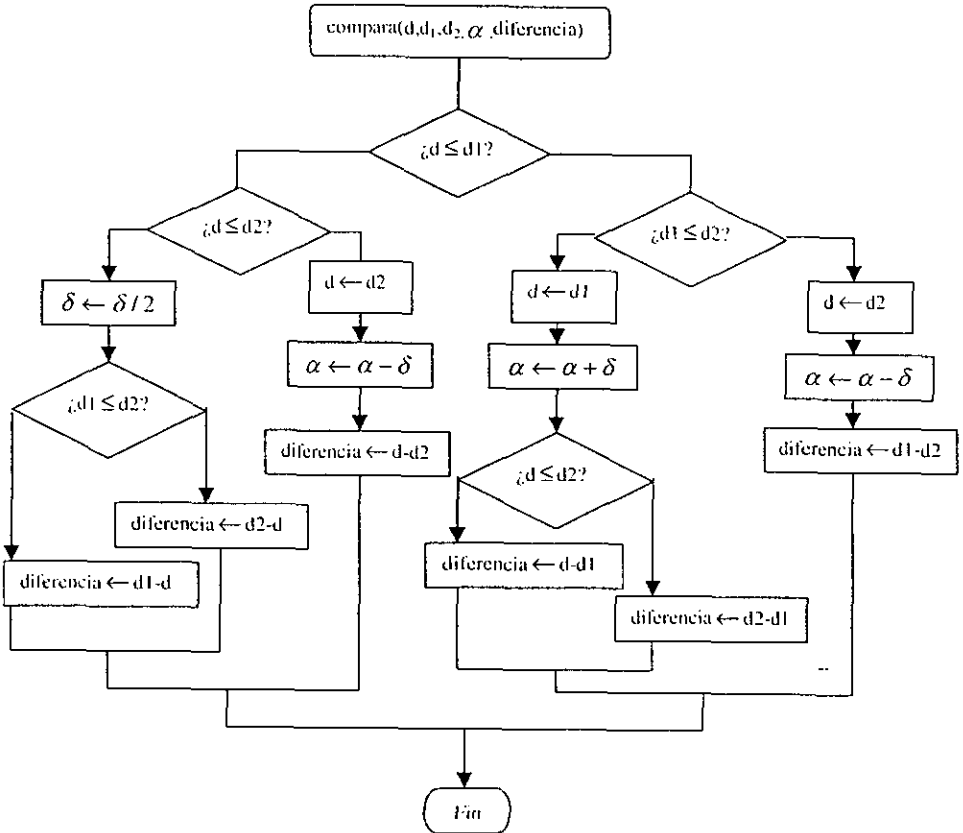 compara(d,d₁,d₂, α ,diferencia)
¿d ≤ d1?
¿d ≤ d2?
¿d1 ≤ d2?
d ← d2
d ← d1
d ← d2
δ ← δ / 2
α ← α − δ
α ← α + δ
α ← α − δ
¿d1 ≤ d2?
diferencia ← d-d2
¿d ≤ d2?
diferencia ← d1-d2
diferencia ← d2-d
diferencia ← d1-d
diferencia ← d-d1
diferencia ← d2-d1
Fin